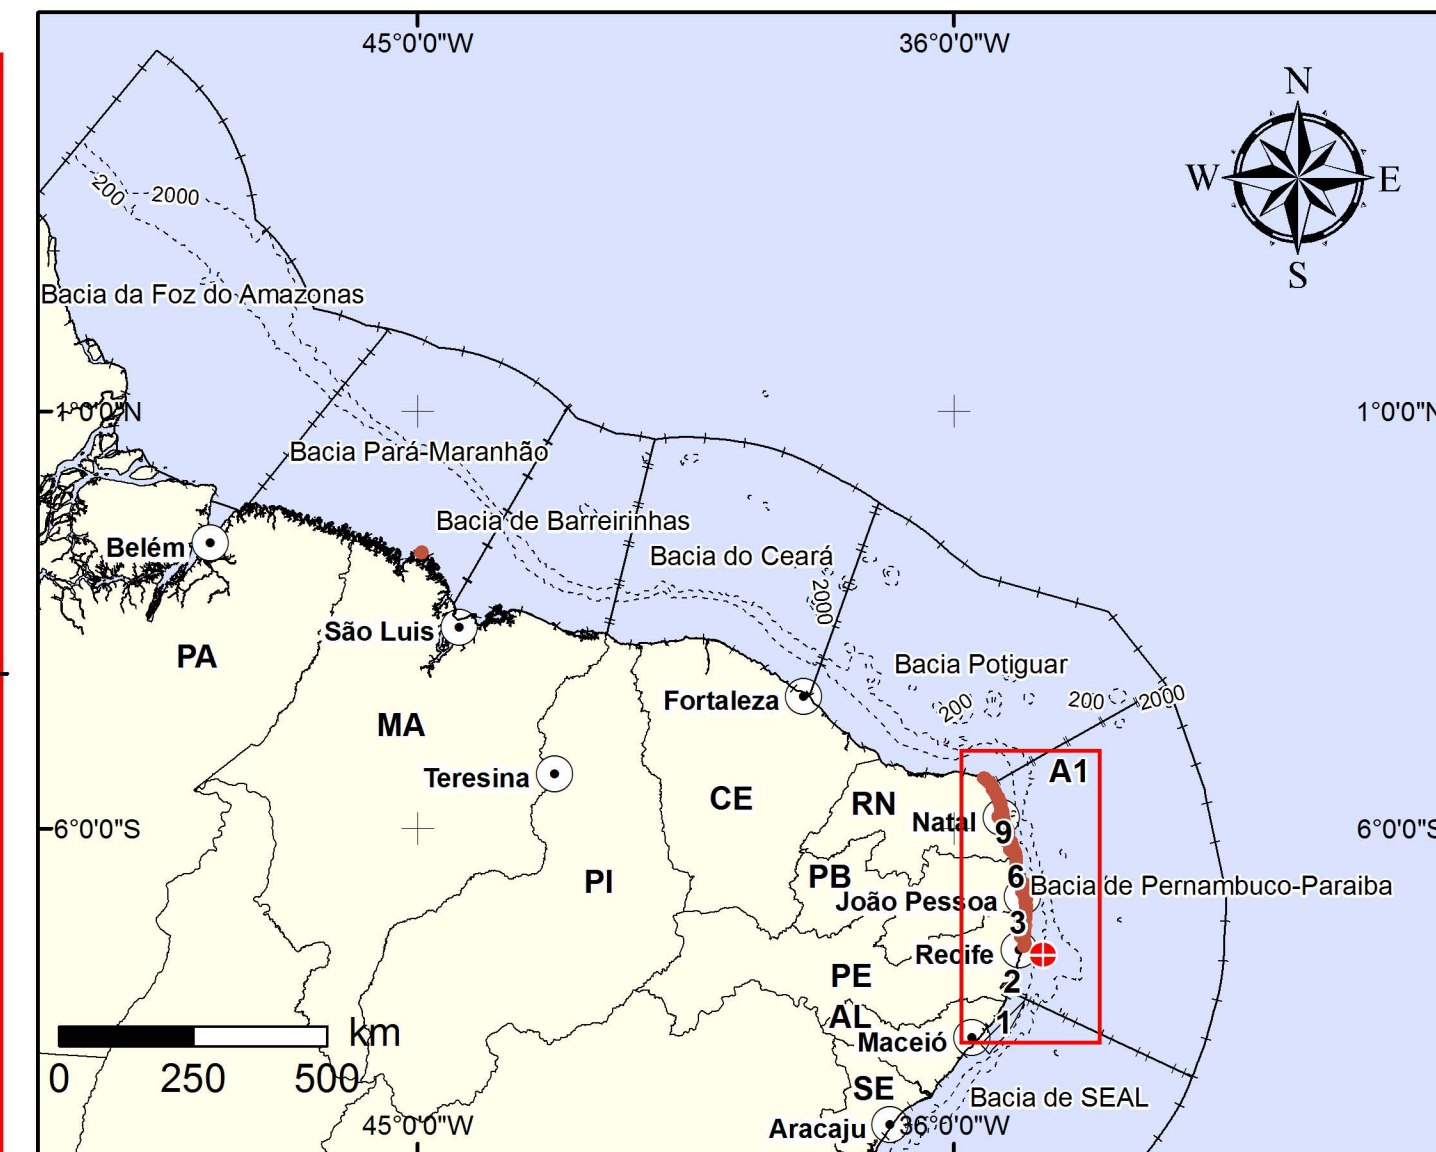 45°0'0"W
36°0'0"W
N
W
E
S
200
2000
Bacia da Foz do Amazonas
1°0'0"N
1°0'0"N
Bacia Pará-Maranhão
Bacia de Barreirinhas
Belém
Bacia do Ceará
2000
São Luis
PA
Bacia Potiguar
Fortaleza
200
200
2000
MA
A1
Teresina
CE
RN
Natal
9
6°0'0"S
6°0'0"S
PI
PB
6
Bacia de Pernambuco-Paraiba
João Pessoa
3
Recife
PE
2
AL
1
km
Maceió
0
250
500
SE
Bacia de SEAL
45°0'0"W
Aracaju
36°0'0"W